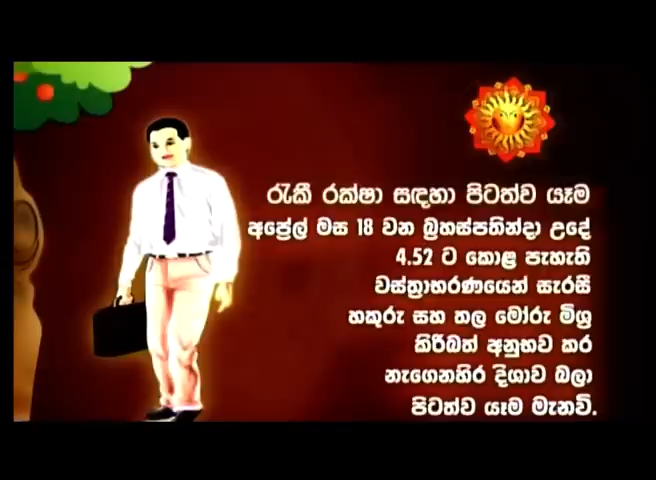 රැකී රක්ෂා සඳහා පිටත්ව යෑම
අප්‍රේල් මස 18 වන බ්‍රහස්පතින්දා උදේ
4.52 ට කොළ පැහැති
වස්ත්‍රාභරණයෙන් සැරසී
හකුරු සහ තල මෝරු මිශ්‍ර
කිරිබත් අනුභව කර
නැගෙනහිර දිශාව බලා
පිටත්ව යෑම මැනවි.